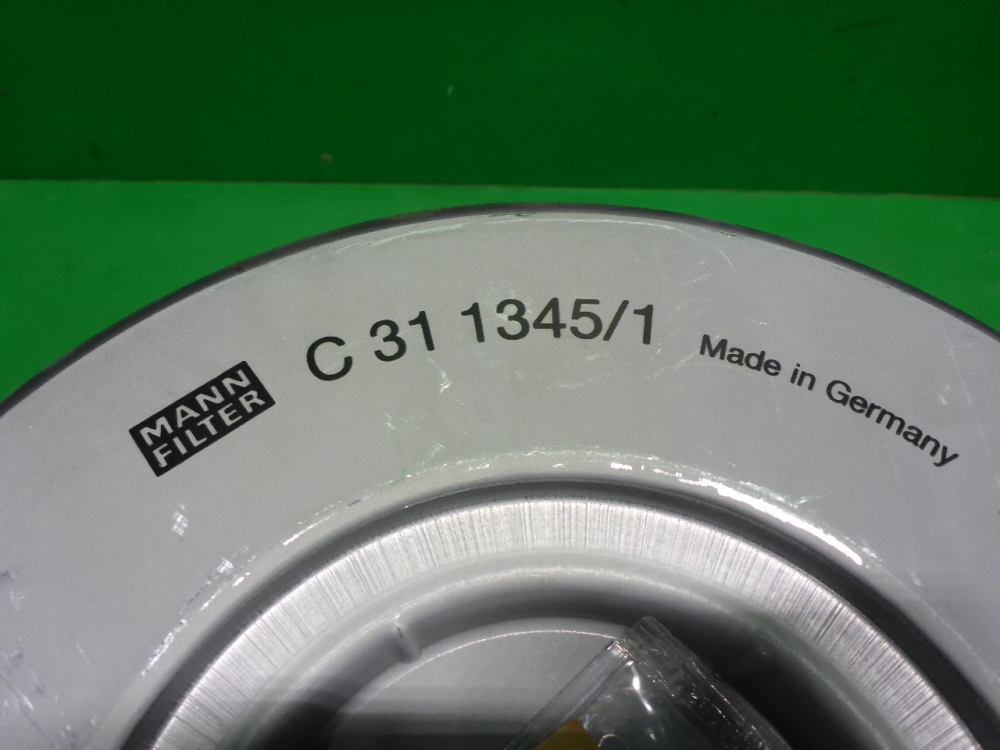 MANN
FILTER
C 31 1345/1
Made in Germany